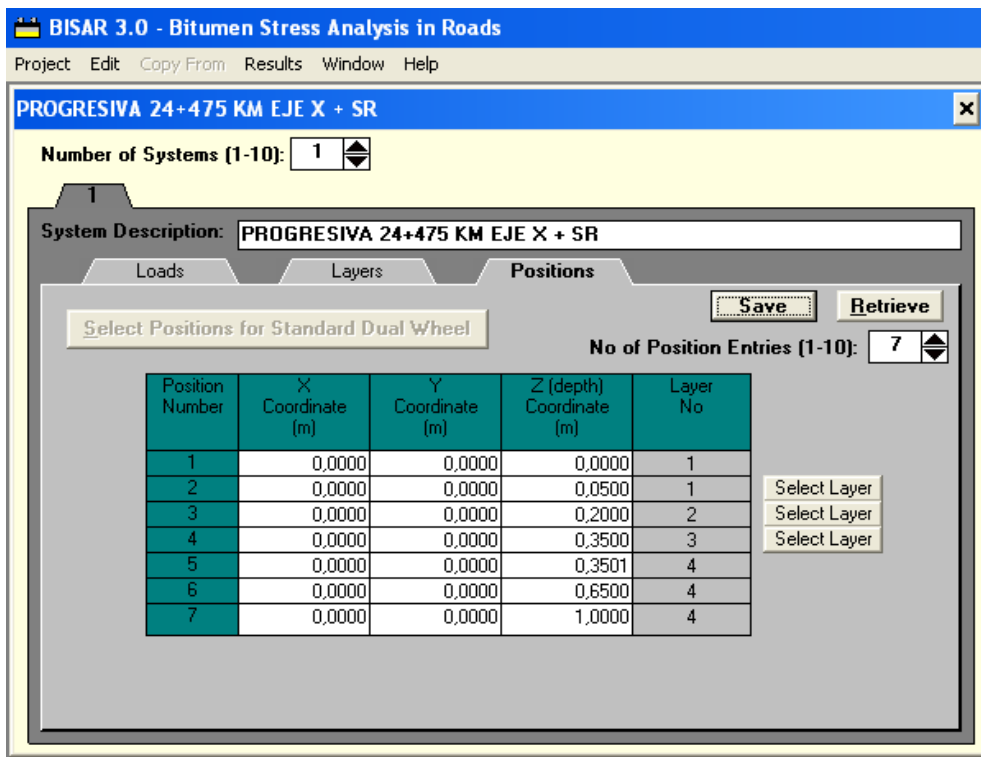 BISAR 3.0 - Bitumen Stress Analysis in Roads
Project Edit Copy From Results Window Help
PROGRESIVA 24+475 KM EJE X + SR
Number of Systems (1-10): 1
1
System Description: PROGRESIVA 24+475 KM EJE X + SR
Loads Layers Positions
Save Retrieve
Select Positions for Standard Dual Wheel
No of Position Entries (1-10): 7
Position Number X Coordinate (m) Y Coordinate (m) Z (depth) Coordinate (m) Layer No
1 0,0000 0,0000 0,0000 1
2 0,0000 0,0000 0,0500 1 Select Layer
3 0,0000 0,0000 0,2000 2 Select Layer
4 0,0000 0,0000 0,3500 3 Select Layer
5 0,0000 0,0000 0,3501 4
6 0,0000 0,0000 0,6500 4
7 0,0000 0,0000 1,0000 4